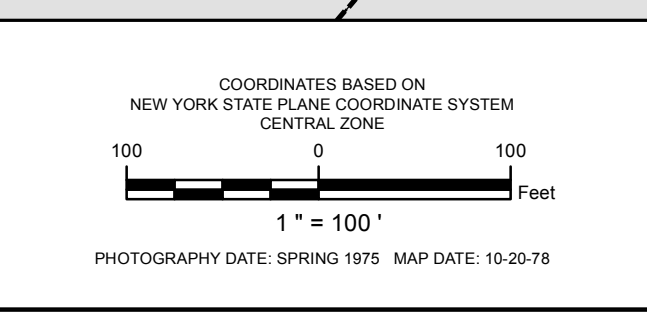 COORDINATES BASED ON
NEW YORK STATE PLANE COORDINATE SYSTEM
CENTRAL ZONE
100 0 100
Feet
1 " = 100 '
PHOTOGRAPHY DATE: SPRING 1975 MAP DATE: 10-20-78